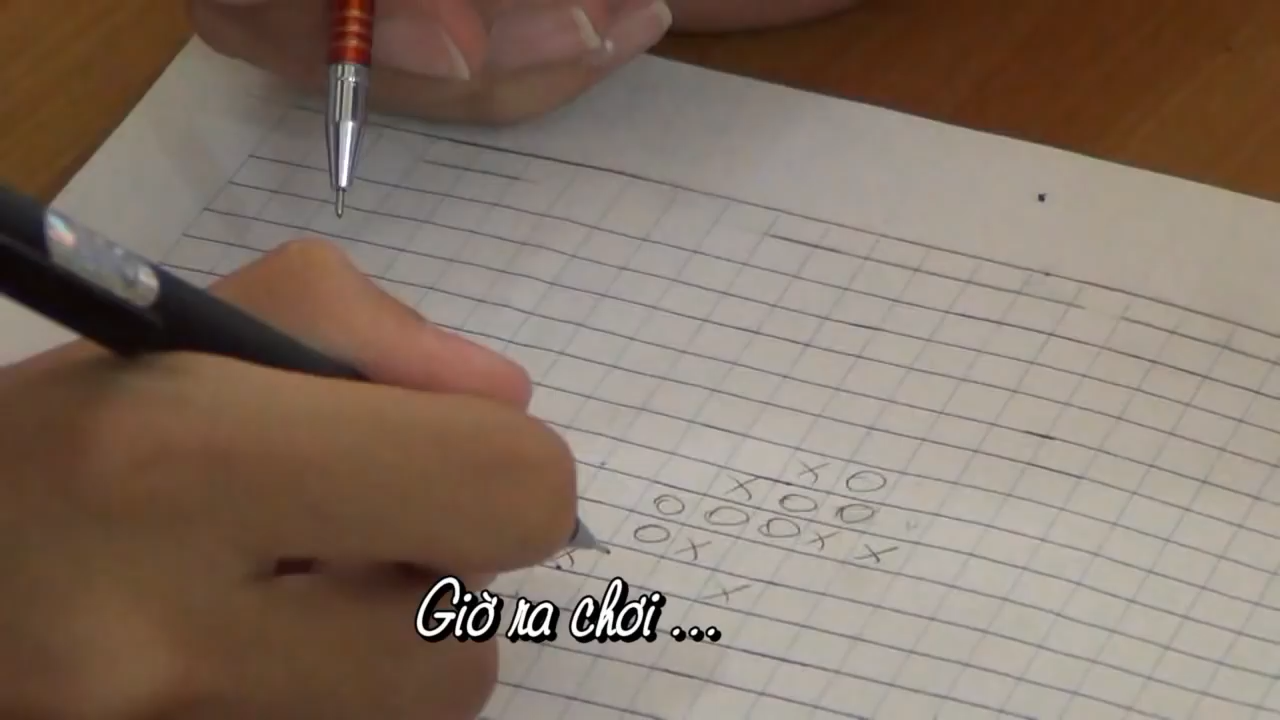 X O
X O O
O O O X X
O X
X
X
Giờ ra chơi ...